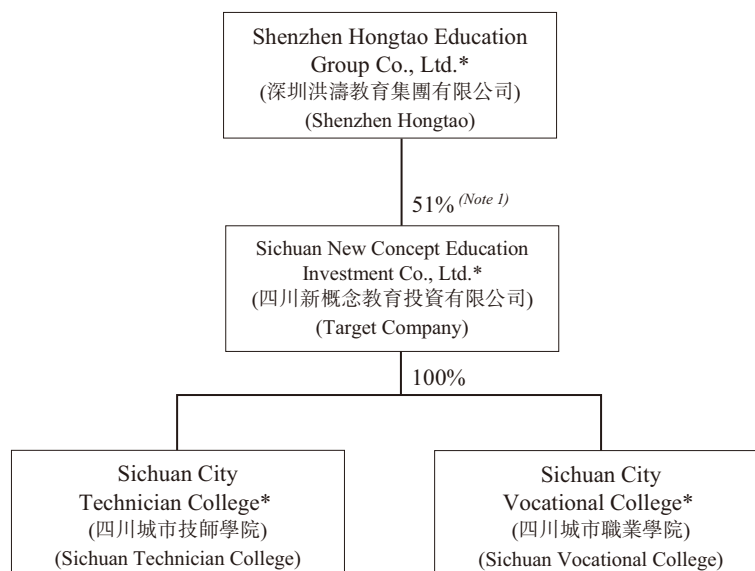 Shenzhen Hongtao Education
Group Co., Ltd.*
(深圳洪濤教育集團有限公司)
(Shenzhen Hongtao)
51% (Note 1)
Sichuan New Concept Education
Investment Co., Ltd.*
(四川新概念教育投資有限公司)
(Target Company)
100%
Sichuan City
Technician College*
(四川城市技師學院)
(Sichuan Technician College)
Sichuan City
Vocational College*
(四川城市職業學院)
(Sichuan Vocational College)